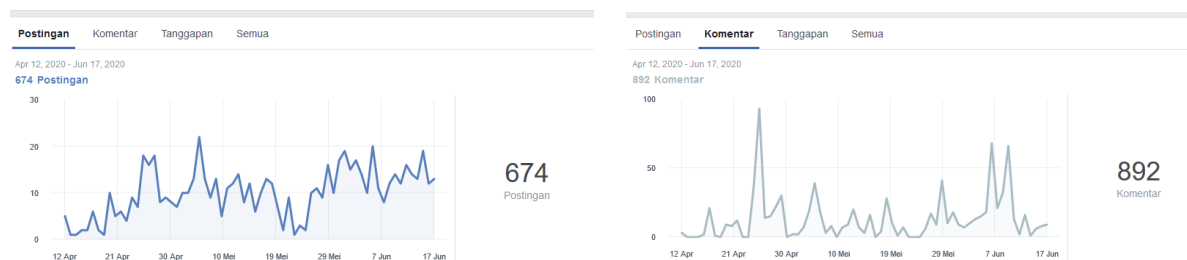 Postingan Komentar Tanggapan Semua
Apr 12, 2020 - Jun 17, 2020
674 Postingan
30
20
10
0
12 Apr 21 Apr 30 Apr 10 Mei 19 Mei 29 Mei 7 Jun 17 Jun
674
Postingan
Postingan Komentar Tanggapan Semua
Apr 12, 2020 - Jun 17, 2020
892 Komentar
100
50
0
12 Apr 21 Apr 30 Apr 10 Mei 19 Mei 29 Mei 7 Jun 17 Jun
892
Komentar